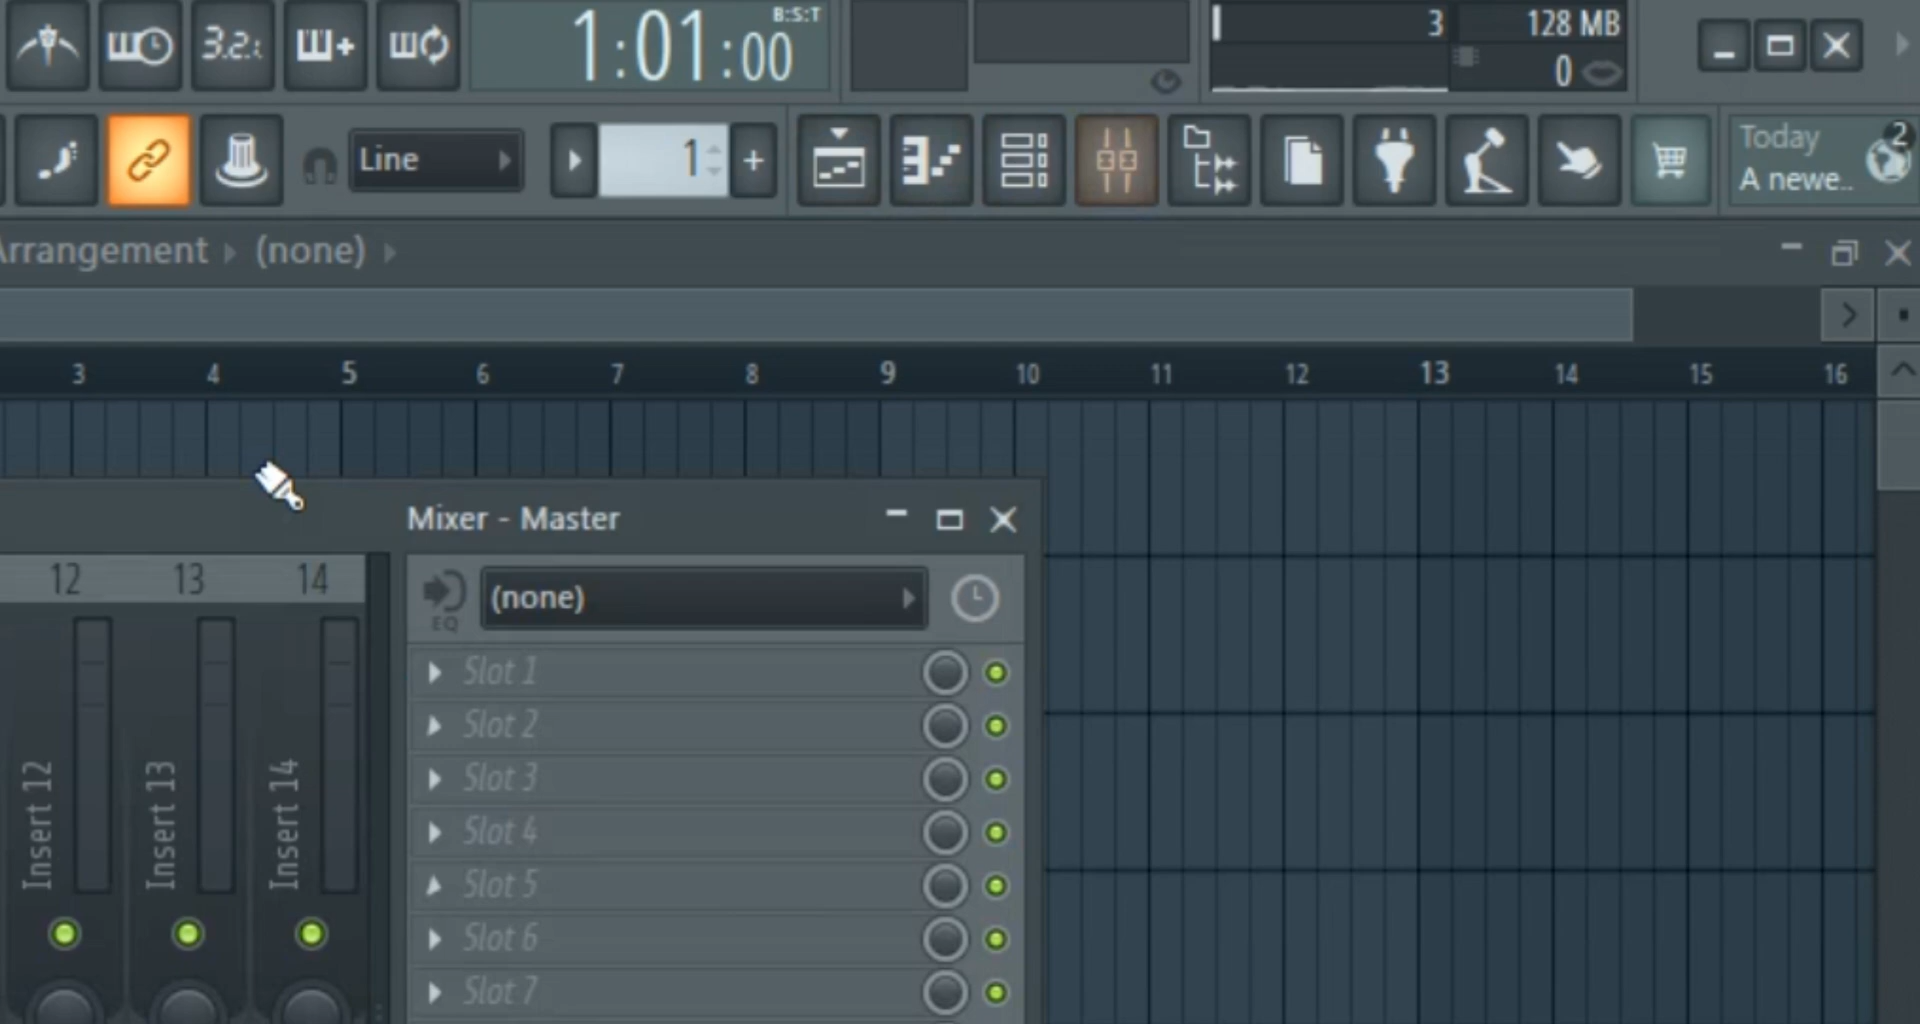 3.2.:
1:01:00
B:S:T
3
128 MB
0
Line
1
Today
2
A newe..
Arrangement
(none)
3 4 5 6 7 8 9 10 11 12 13 14 15 16
Mixer - Master
12 13 14
(none)
EQ
Slot 1
Slot 2
Slot 3
Slot 4
Slot 5
Slot 6
Slot 7
Insert 12
Insert 13
Insert 14